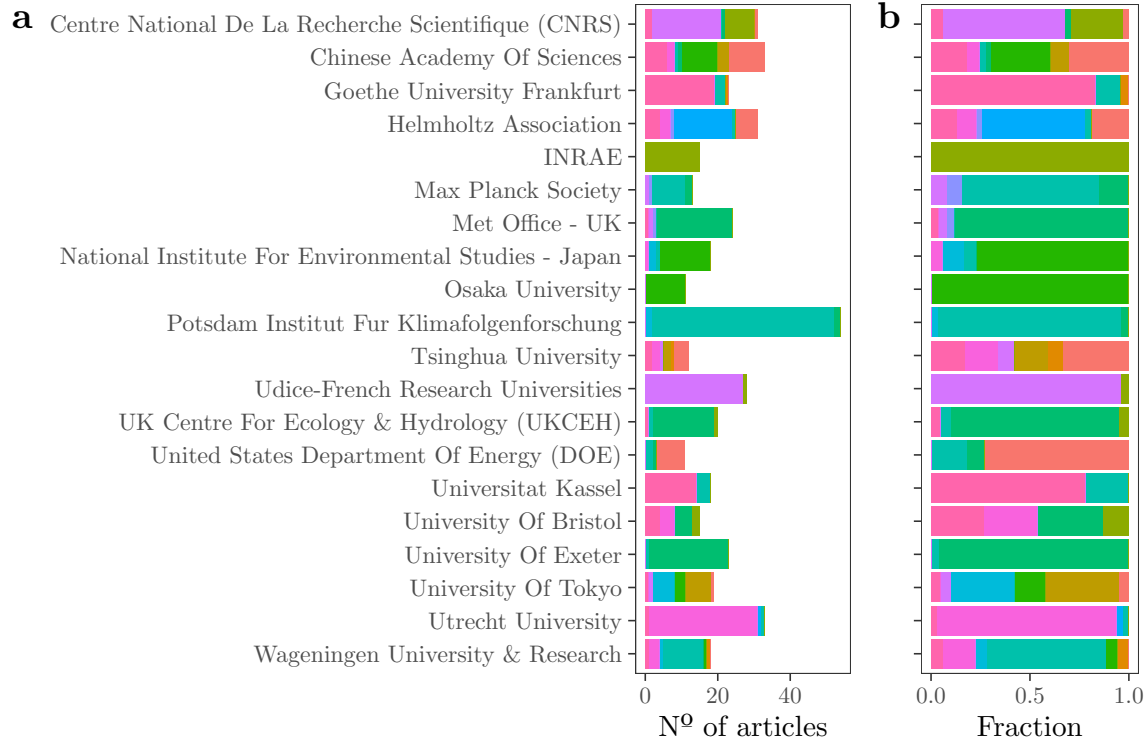 a
b
Centre National De La Recherche Scientifique (CNRS)
Chinese Academy Of Sciences
Goethe University Frankfurt
Helmholtz Association
INRAE
Max Planck Society
Met Office - UK
National Institute For Environmental Studies - Japan
Osaka University
Potsdam Institut Fur Klimafolgenforschung
Tsinghua University
Udice-French Research Universities
UK Centre For Ecology & Hydrology (UKCEH)
United States Department Of Energy (DOE)
Universitat Kassel
University Of Bristol
University Of Exeter
University Of Tokyo
Utrecht University
Wageningen University & Research
0 20 40
0.0 0.5 1.0
Nº of articles
Fraction